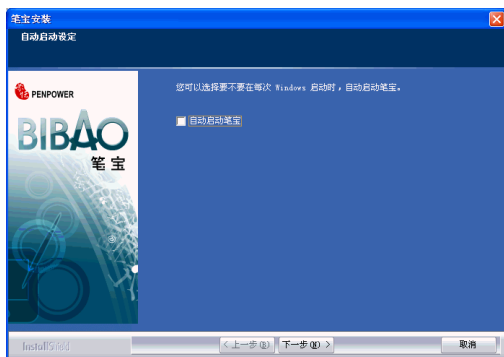 笔宝安装
自动启动设定
PENPOWER
您可以选择要不要在每次 Windows 启动时，自动启动笔宝。
BIBAO
自动启动笔宝
笔宝
InstallShield
<上一步(B) 下一步(N)> 取消